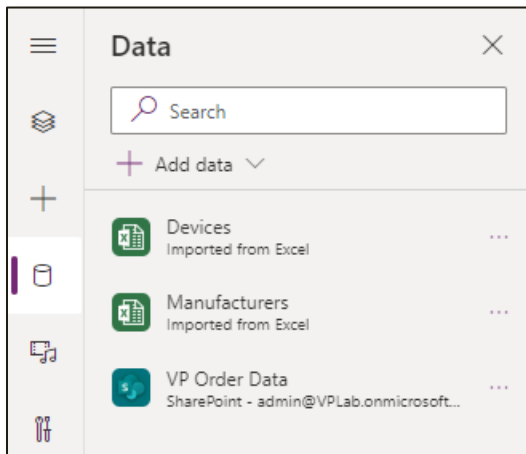 Data
Search
Add data
Devices
Imported from Excel
Manufacturers
Imported from Excel
VP Order Data
SharePoint - admin@VPLab.onmicrosoft...